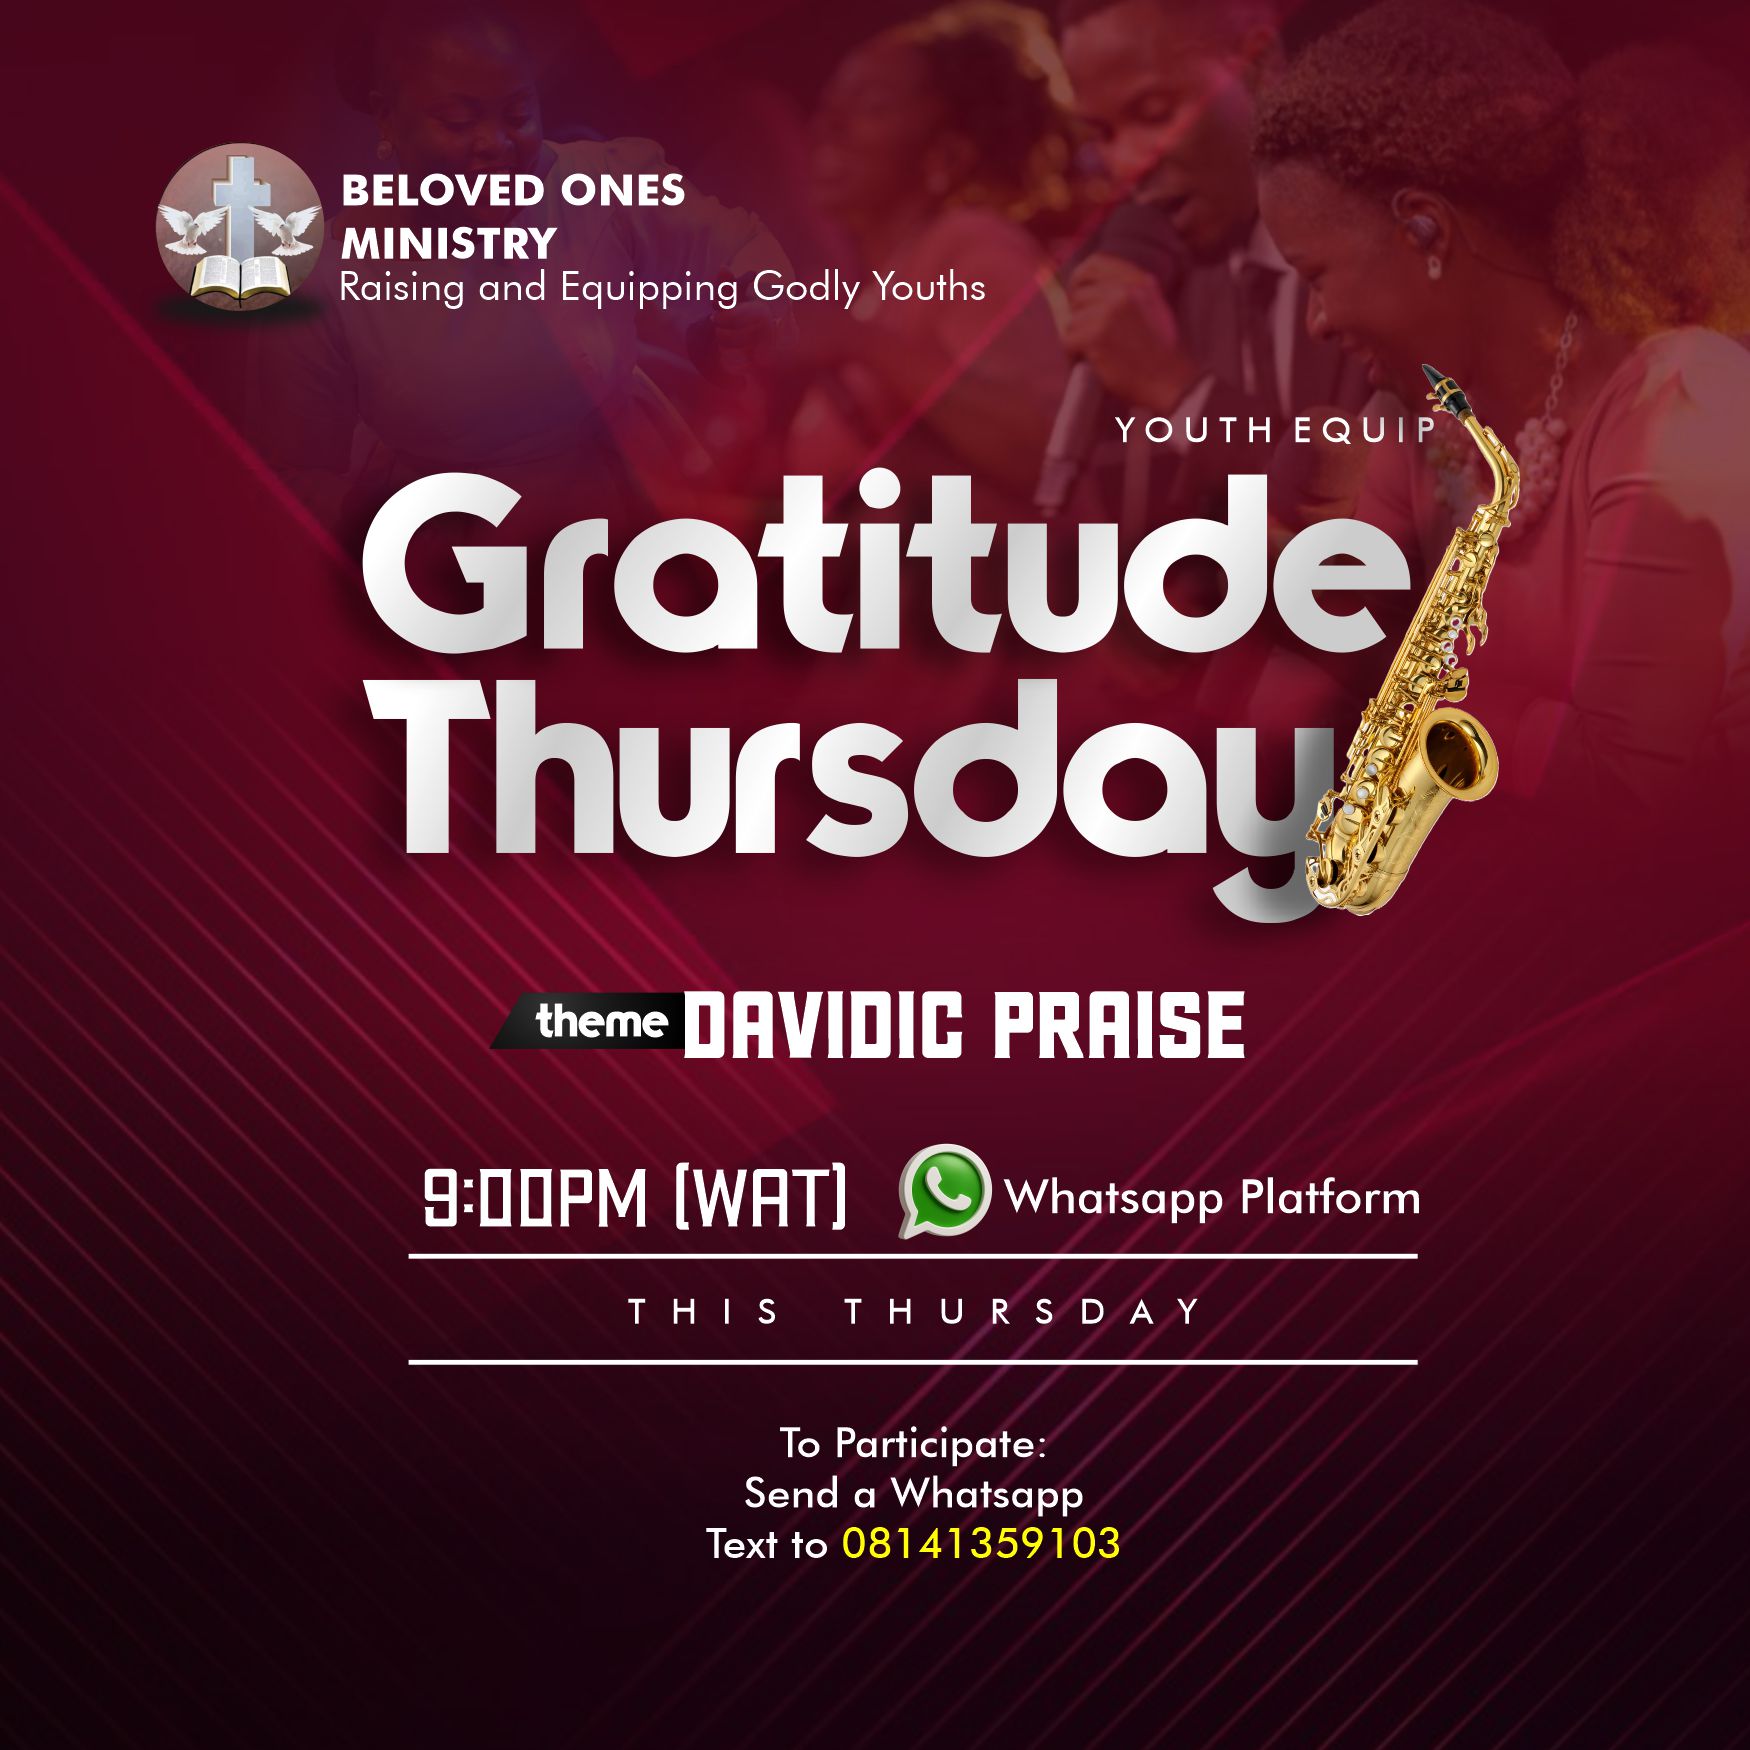 BELOVED ONES
MINISTRY
Raising and Equipping Godly Youths
YOUTH EQUIP
Gratitude
Thursday
theme DAVIDIC PRAISE
9:00PM (WAT) Whatsapp Platform
THIS THURSDAY
To Participate:
Send a Whatsapp
Text to 08141359103